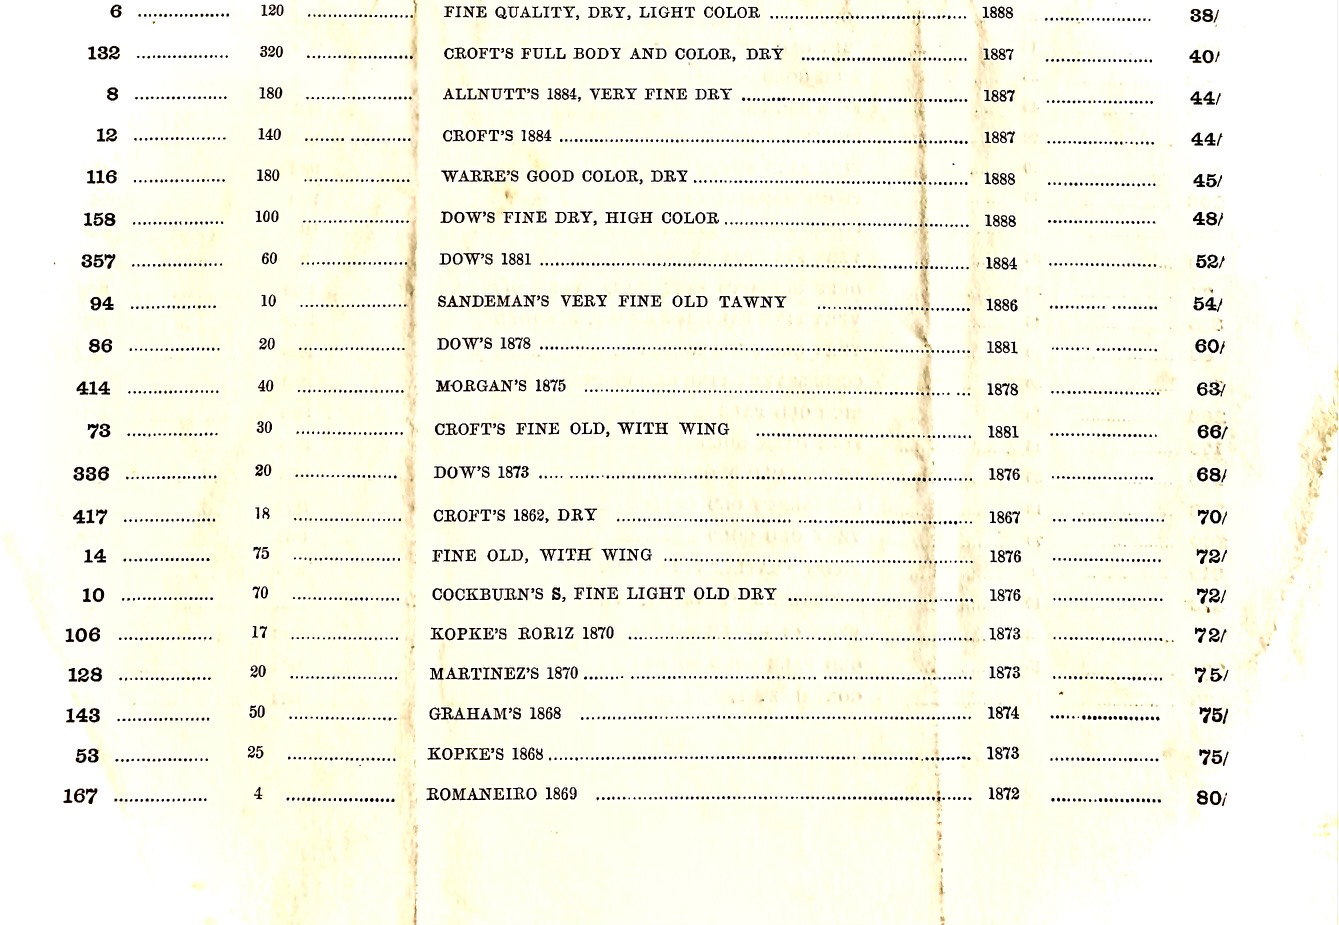 6 ........ 120 ........ FINE QUALITY, DRY, LIGHT COLOR ........ 1888 ........ 38/
132 ........ 320 ........ CROFT'S FULL BODY AND COLOR, DRY ........ 1887 ........ 40/
8 ........ 180 ........ ALLNUTT'S 1884, VERY FINE DRY ........ 1887 ........ 44/
12 ........ 140 ........ CROFT'S 1884 ........ 1887 ........ 44/
116 ........ 180 ........ WARRE'S GOOD COLOR, DRY ........ 1888 ........ 45/
158 ........ 100 ........ DOW'S FINE DRY, HIGH COLOR ........ 1888 ........ 48/
357 ........ 60 ........ DOW'S 1881 ........ 1884 ........ 52/
94 ........ 10 ........ SANDEMAN'S VERY FINE OLD TAWNY ........ 1886 ........ 54/
86 ........ 20 ........ DOW'S 1878 ........ 1881 ........ 60/
414 ........ 40 ........ MORGAN'S 1875 ........ 1878 ........ 63/
73 ........ 30 ........ CROFT'S FINE OLD, WITH WING ........ 1881 ........ 66/
336 ........ 20 ........ DOW'S 1873 ........ 1876 ........ 68/
417 ........ 18 ........ CROFT'S 1862, DRY ........ 1867 ........ 70/
14 ........ 75 ........ FINE OLD, WITH WING ........ 1876 ........ 72/
10 ........ 70 ........ COCKBURN'S S, FINE LIGHT OLD DRY ........ 1876 ........ 72/
106 ........ 17 ........ KOPKE'S RORIZ 1870 ........ 1873 ........ 72/
128 ........ 20 ........ MARTINEZ'S 1870 ........ 1873 ........ 75/
143 ........ 50 ........ GRAHAM'S 1868 ........ 1874 ........ 75/
53 ........ 25 ........ KOPKE'S 1868 ........ 1873 ........ 75/
167 ........ 4 ........ ROMANEIRO 1869 ........ 1872 ........ 80/